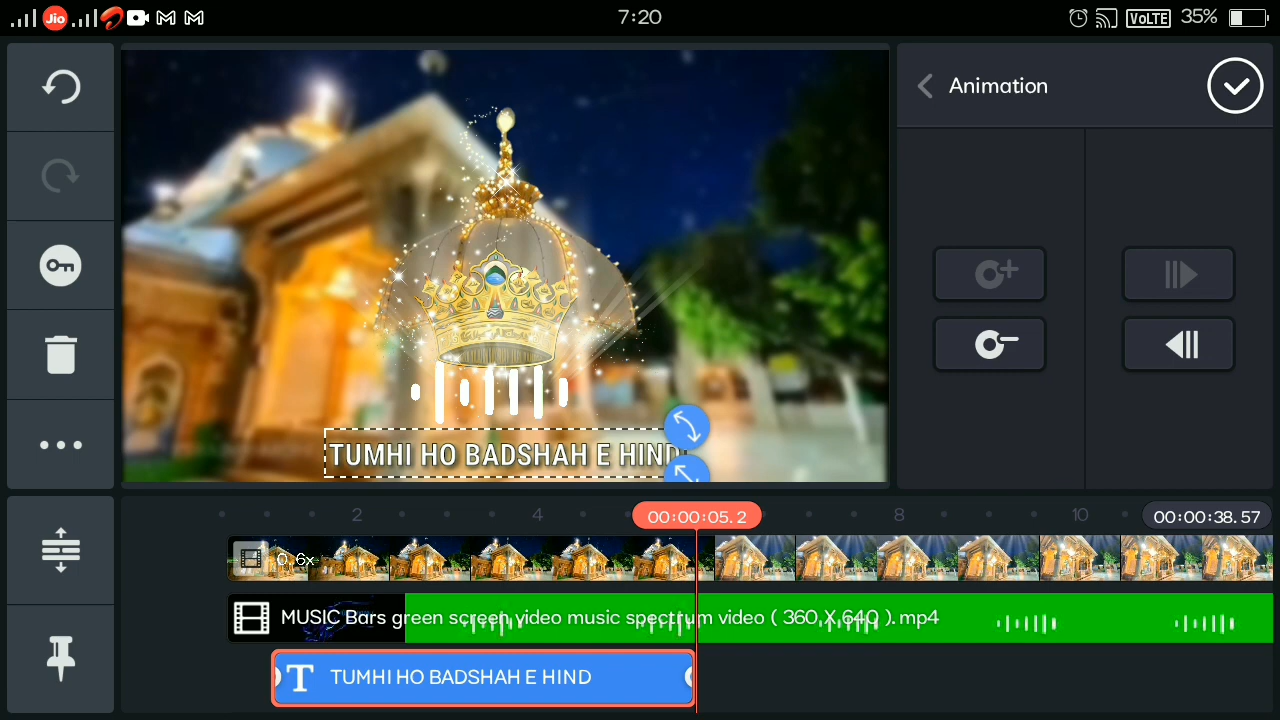 Jio
7:20
VoLTE
35%
Animation
TUMHI HO BADSHAH E HIND
2
4
00:00:05.2
8
10
00:00:38.57
0.6x
MUSIC Bars green screen video music spectrum video ( 360 X 640 ).mp4
T
TUMHI HO BADSHAH E HIND